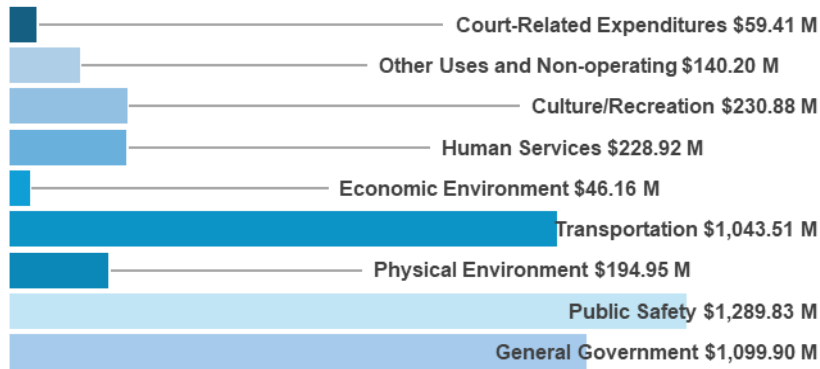 Court-Related Expenditures $59.41 M
Other Uses and Non-operating $140.20 M
Culture/Recreation $230.88 M
Human Services $228.92 M
Economic Environment $46.16 M
Transportation $1,043.51 M
Physical Environment $194.95 M
Public Safety $1,289.83 M
General Government $1,099.90 M